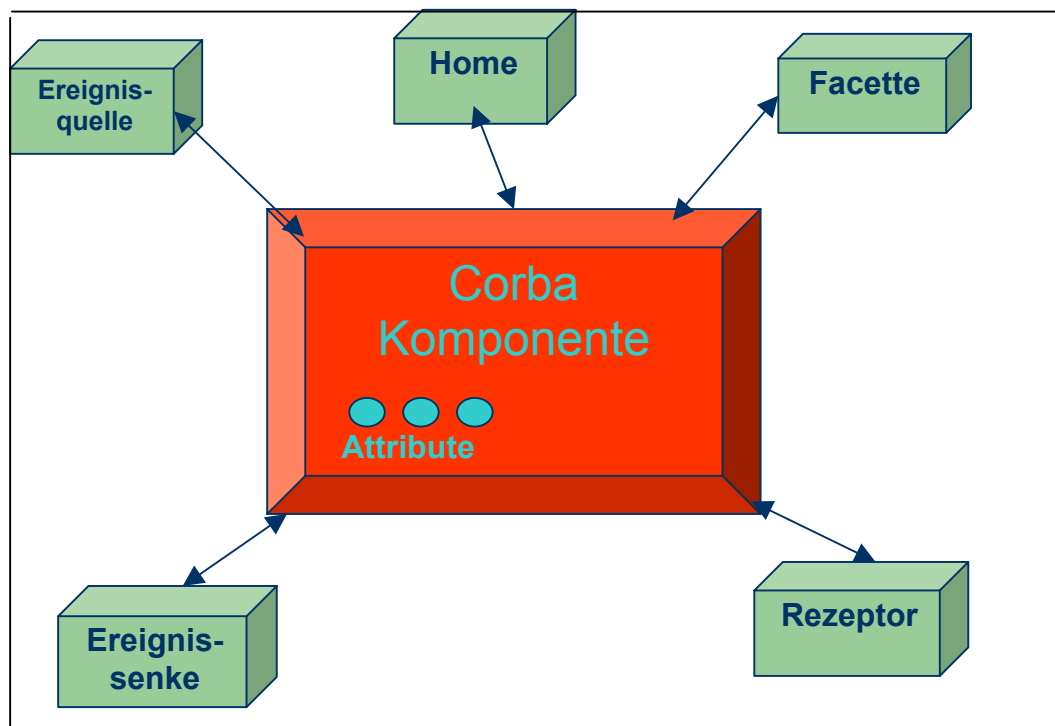 Ereignis-
quelle
Home
Facette
Corba
Komponente
Attribute
Ereignis-
senke
Rezeptor